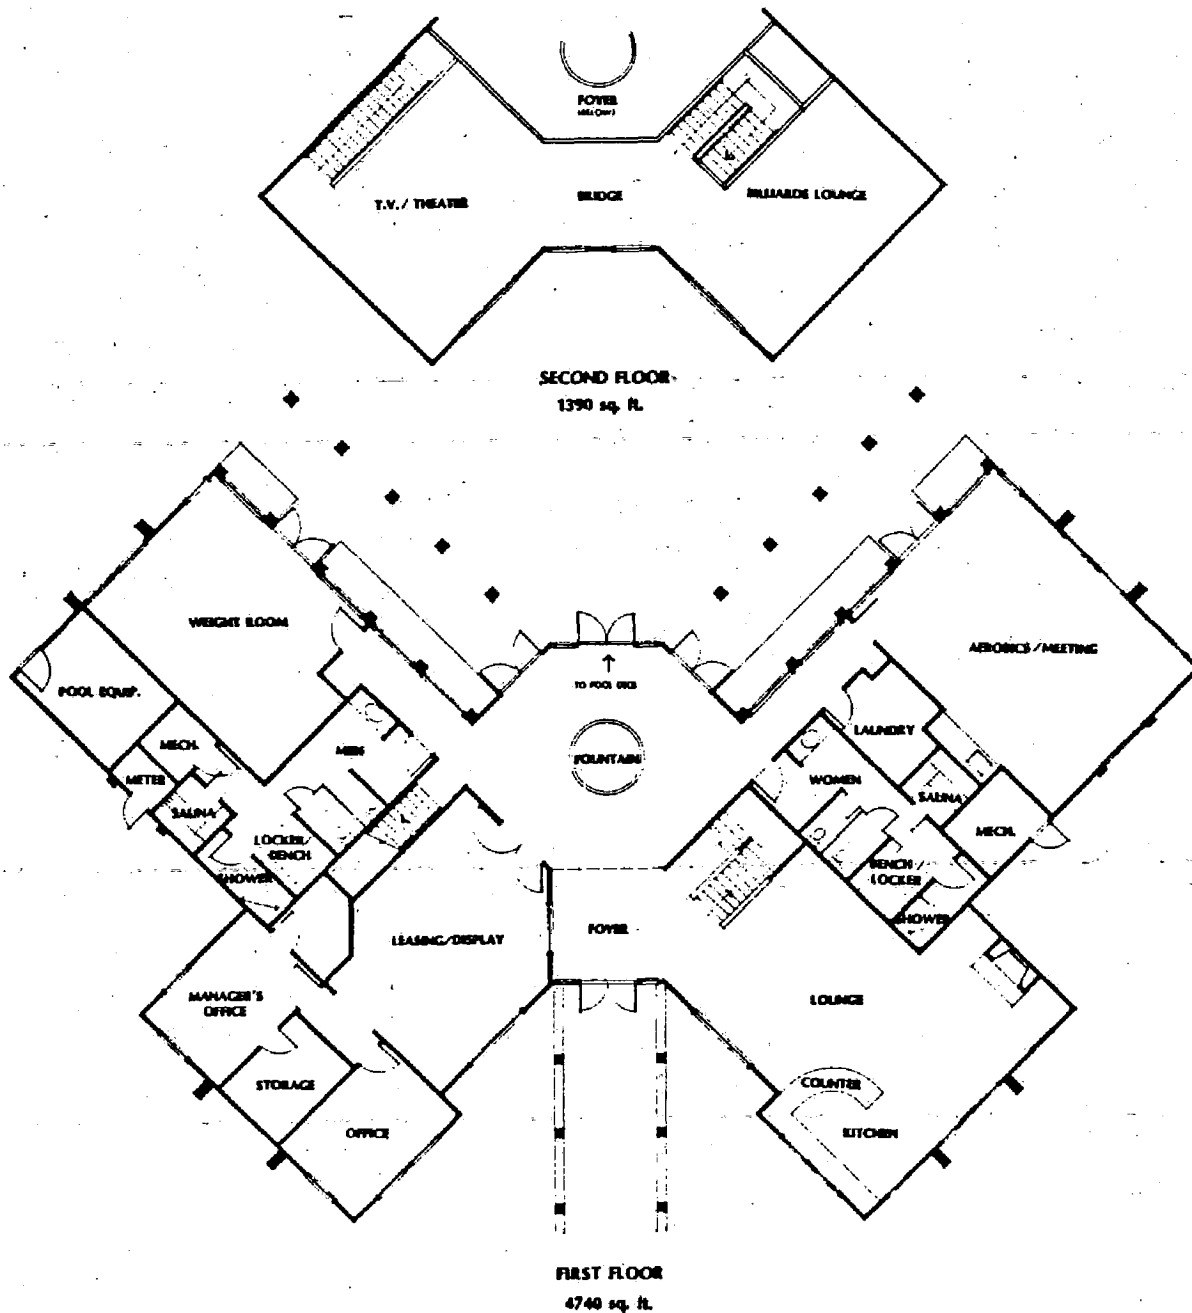 FOYER
(BELOW)
T.V./ THEATER
BRIDGE
BILLIARDS LOUNGE
SECOND FLOOR
1390 sq. ft.
WEIGHT ROOM
AEROBICS/MEETING
TO POOL DECK
POOL EQUIP.
MECH.
MEN
FOUNTAIN
LAUNDRY
METER
WOMEN
SAUNA
SAUNA
LOCKER/
BENCH
MECH.
SHOWER
BENCH/
LOCKER
SHOWER
LEASING/DISPLAY
FOYER
MANAGER'S
OFFICE
LOUNGE
STORAGE
COUNTER
OFFICE
KITCHEN
FIRST FLOOR
4740 sq. ft.